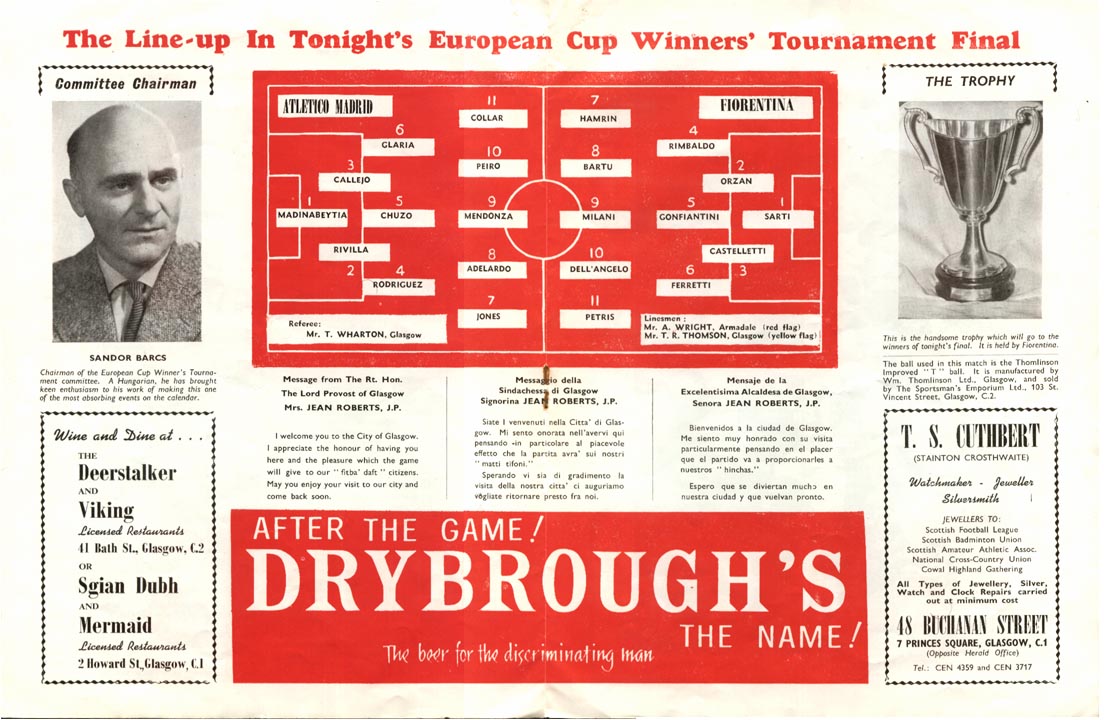 The Line-up In Tonight's European Cup Winners' Tournament Final
Committee Chairman
SANDOR BARCS
Chairman of the European Cup Winner's Tourna-
ment committee. A Hungarian, he has brought
keen enthusiasm to his work of making this one
of the most absorbing events on the calendar.
Wine and Dine at . . .
THE
Deerstalker
AND
Viking
Licensed Restaurants
41 Bath St., Glasgow, C.2
OR
Sgian Dubh
AND
Mermaid
Licensed Restaurants
2 Howard St., Glasgow, C.1
ATLETICO MADRID
FIORENTINA
11
COLLAR
7
HAMRIN
6
GLARIA
4
RIMBALDO
10
PEIRO
8
BARTU
3
CALLEJO
2
ORZAN
1
MADINABEYTIA
5
CHUZO
9
MENDONZA
9
MILANI
5
GONFIANTINI
1
SARTI
RIVILLA
2
8
ADELARDO
10
DELL'ANGELO
CASTELLETTI
3
4
RODRIGUEZ
6
FERRETTI
7
JONES
11
PETRIS
Referee:
Mr. T. WHARTON, Glasgow
Linesmen :
Mr. A. WRIGHT, Armadale (red flag)
Mr. T. R. THOMSON, Glasgow (yellow flag)
Message from The Rt. Hon.
The Lord Provost of Glasgow
Mrs. JEAN ROBERTS, J.P.
I welcome you to the City of Glasgow.
I appreciate the honour of having you
here and the pleasure which the game
will give to our "fitba' daft" citizens.
May you enjoy your visit to our city and
come back soon.
Messaggio della
Sindachessa di Glasgow
Signorina JEAN ROBERTS, J.P.
Siate I venvenuti nella Citta' di Glas-
gow. Mi sento onorata nell'avervi qui
pensando in particolare al piacevole
effetto che la partita avra' sui nostri
"matti tifoni."
Sperando vi sia di gradimento la
visita della nostra citta' ci auguriamo
vogliate ritornare presto fra noi.
Mensaje de la
Excelentisima Alcaldesa de Glasgow,
Senora JEAN ROBERTS, J.P.
Bienvenidos a la ciudad de Glasgow.
Me siento muy honrado con su visita
particularmente pensando en el placer
que el partido va a proporcionarles a
nuestros "hinchas."
Espero que se diviertan mucho en
nuestra ciudad y que vuelvan pronto.
AFTER THE GAME!
DRYBROUGH'S
THE NAME!
The beer for the discriminating man
THE TROPHY
This is the handsome trophy which will go to the
winners of tonight's final. It is held by Fiorentina.
The ball used in this match is the Thomlinson
Improved "T" ball. It is manufactured by
Wm. Thomlinson Ltd., Glasgow, and sold
by The Sportsman's Emporium Ltd., 103 St.
Vincent Street, Glasgow, C.2.
T. S. CUTHBERT
(STAINTON CROSTHWAITE)
Watchmaker - Jeweller
Silversmith
JEWELLERS TO:
Scottish Football League
Scottish Badminton Union
Scottish Amateur Athletic Assoc.
National Cross-Country Union
Cowal Highland Gathering
All Types of Jewellery, Silver,
Watch and Clock Repairs carried
out at minimum cost
48 BUCHANAN STREET
7 PRINCES SQUARE, GLASGOW, C.1
(Opposite Herald Office)
Tel.: CEN 4359 and CEN 3717